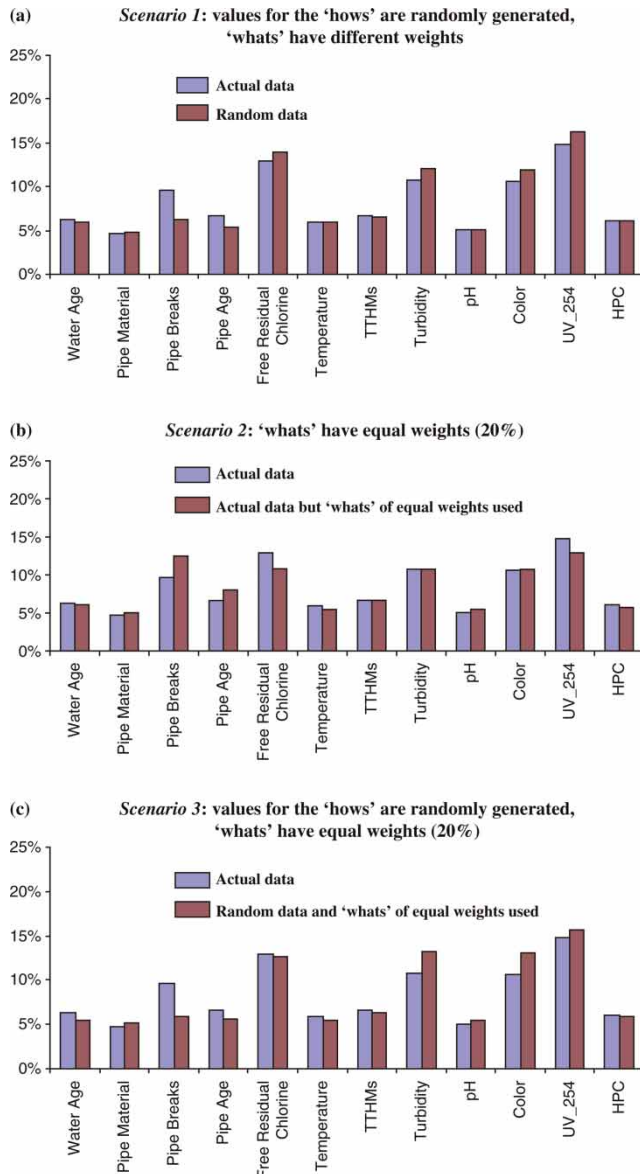 (a) Scenario 1: values for the ‘hows’ are randomly generated,
‘whats’ have different weights
25%
20%
15%
10%
5%
0%
Actual data
Random data
Water Age
Pipe Material
Pipe Breaks
Pipe Age
Free Residual
Chlorine
Temperature
TTHMs
Turbidity
pH
Color
UV_254
HPC
(b) Scenario 2: ‘whats’ have equal weights (20%)
25%
20%
15%
10%
5%
0%
Actual data
Actual data but ‘whats’ of equal weights used
Water Age
Pipe Material
Pipe Breaks
Pipe Age
Free Residual
Chlorine
Temperature
TTHMs
Turbidity
pH
Color
UV_254
HPC
(c) Scenario 3: values for the ‘hows’ are randomly generated,
‘whats’ have equal weights (20%)
25%
20%
15%
10%
5%
0%
Actual data
Random data and ‘whats’ of equal weights used
Water Age
Pipe Material
Pipe Breaks
Pipe Age
Free Residual
Chlorine
Temperature
TTHMs
Turbidity
pH
Color
UV_254
HPC